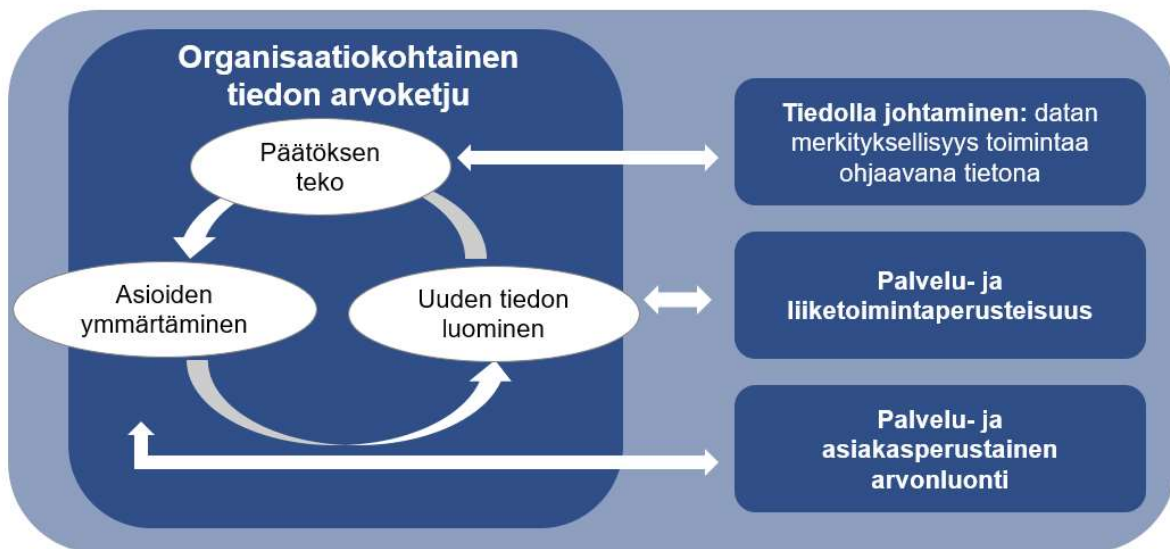 Organisaatiokohtainen
tiedon arvoketju
Päätöksen
teko
Asioiden
ymmärtäminen
Uuden tiedon
luominen
Tiedolla johtaminen: datan
merkityksellisyys toimintaa
ohjaavana tietona
Palvelu- ja
liiketoimintaperusteisuus
Palvelu- ja
asiakasperustainen
arvonluonti